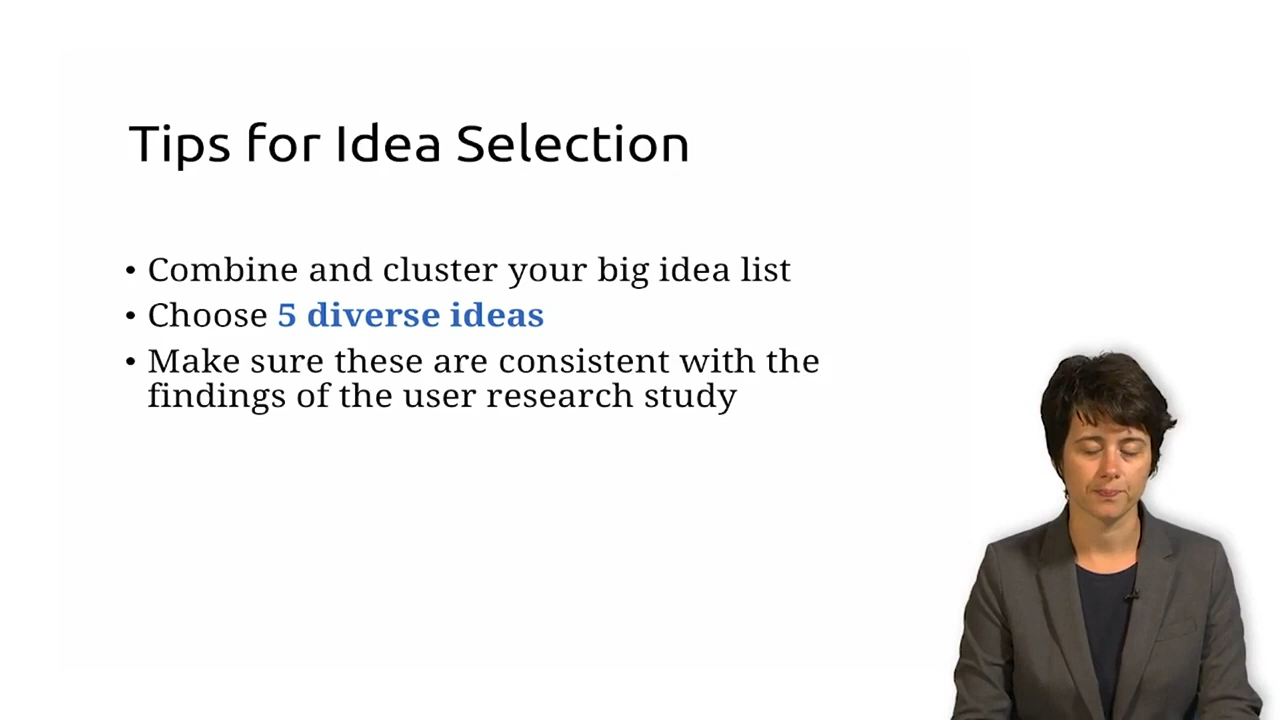 Tips for Idea Selection
• Combine and cluster your big idea list
• Choose 5 diverse ideas
• Make sure these are consistent with the
findings of the user research study